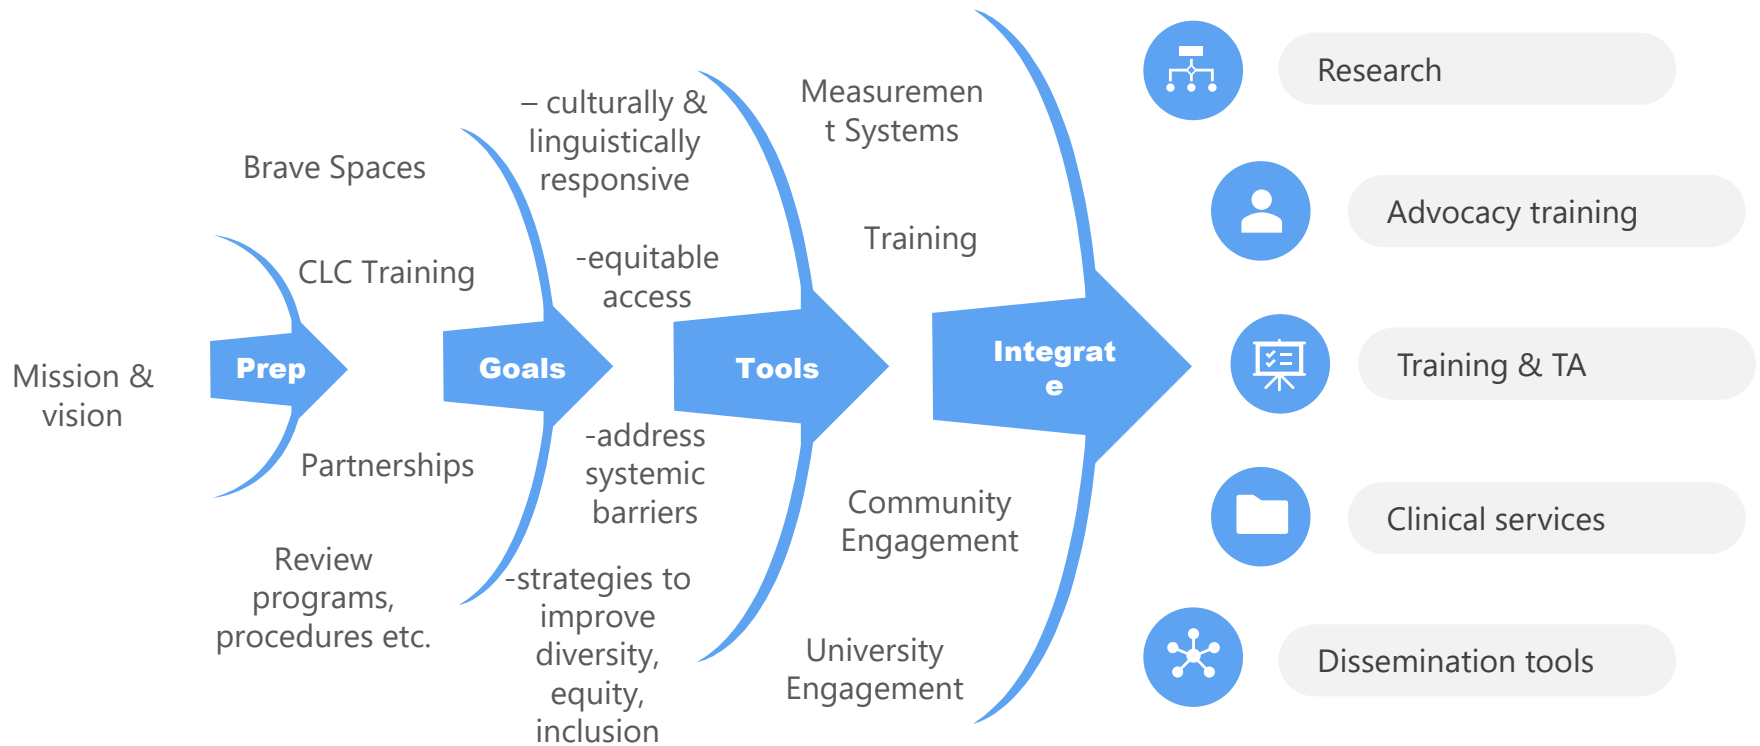 Mission &
vision
Prep
Brave Spaces
CLC Training
Partnerships
Review
programs,
procedures etc.
Goals
– culturally &
linguistically
responsive
-equitable
access
-address
systemic
barriers
-strategies to
improve
diversity,
equity,
inclusion
Tools
Measuremen
t Systems
Training
Community
Engagement
University
Engagement
Integrat
e
Research
Advocacy training
Training & TA
Clinical services
Dissemination tools